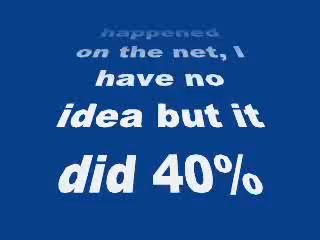 happened
on the net, I
have no
idea but it
did 40%